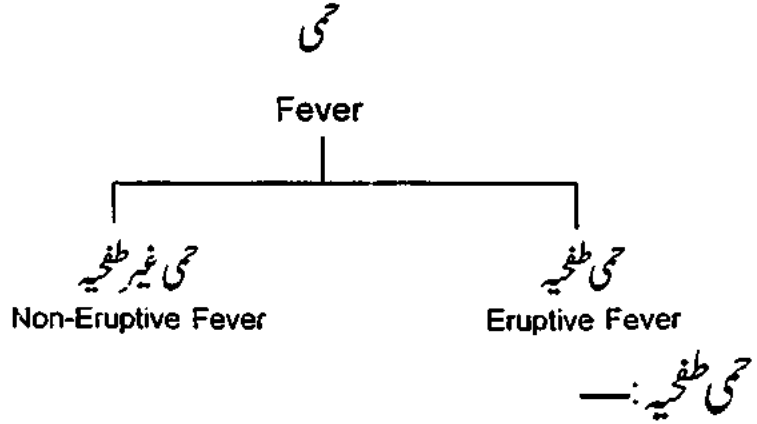 حمی
Fever
حمی طفحیہ
حمی غیر طفحیہ
Eruptive Fever
Non-Eruptive Fever
حمی طفحیہ :—